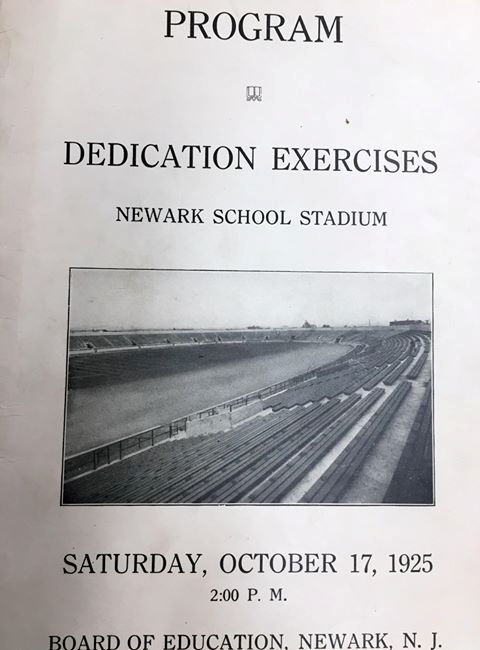 PROGRAM
DEDICATION EXERCISES
NEWARK SCHOOL STADIUM
SATURDAY, OCTOBER 17, 1925
2:00 P. M.
BOARD OF EDUCATION, NEWARK, N. J.